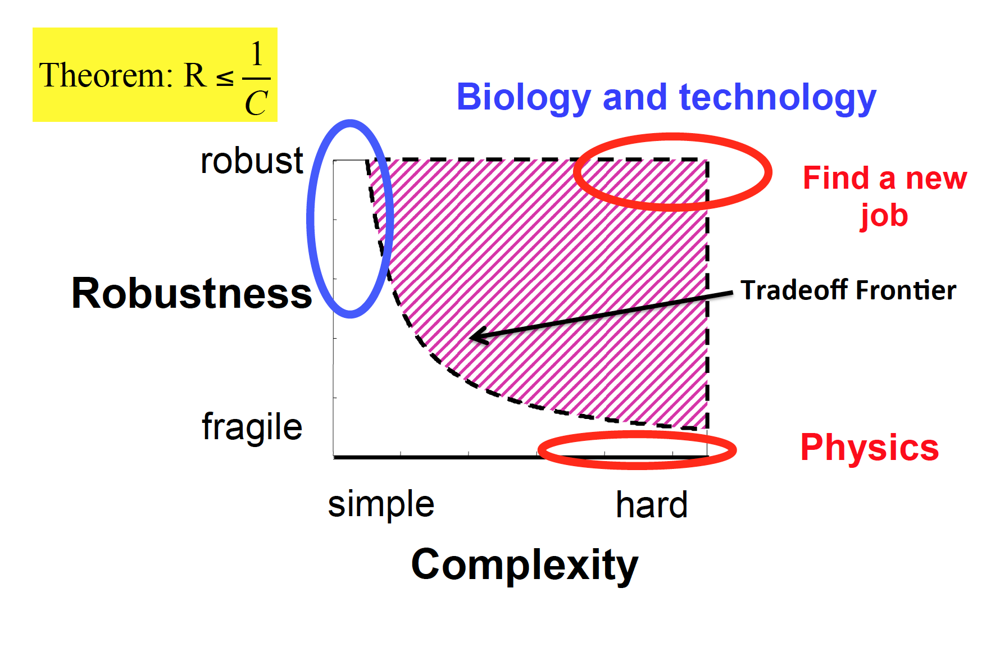 Theorem: R ≤ 1/C
Biology and technology
robust
Find a new
job
Robustness
Tradeoff Frontier
fragile
Physics
simple
hard
Complexity